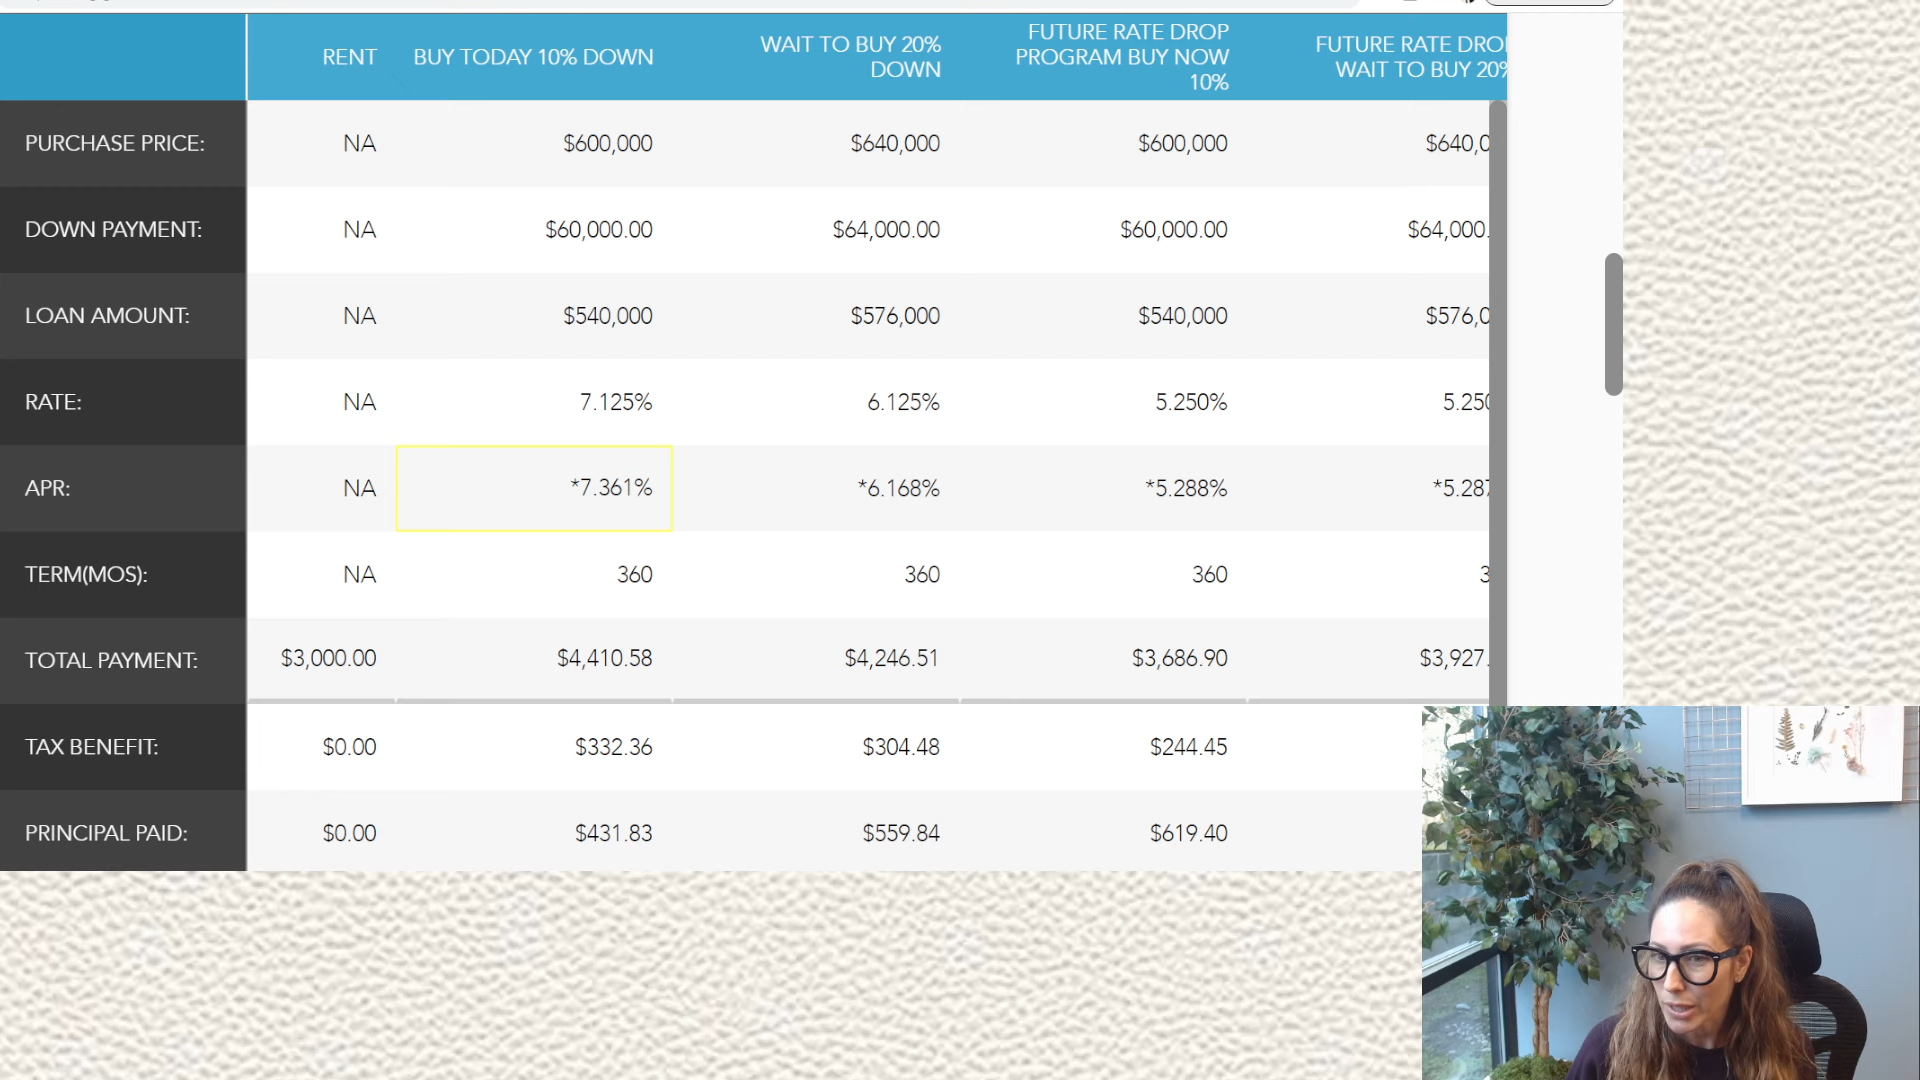 RENT
BUY TODAY 10% DOWN
WAIT TO BUY 20%
DOWN
FUTURE RATE DROP
PROGRAM BUY NOW
10%
FUTURE RATE
WAIT TO BUY
PURCHASE PRICE: NA $600,000 $640,000 $600,000
DOWN PAYMENT: NA $60,000.00 $64,000.00 $60,000.00
LOAN AMOUNT: NA $540,000 $576,000 $540,000
RATE: NA 7.125% 6.125% 5.250%
APR: NA *7.361% *6.168% *5.288%
TERM(MOS): NA 360 360 360
TOTAL PAYMENT: $3,000.00 $4,410.58 $4,246.51 $3,686.90
TAX BENEFIT: $0.00 $332.36 $304.48 $244.45
PRINCIPAL PAID: $0.00 $431.83 $559.84 $619.40